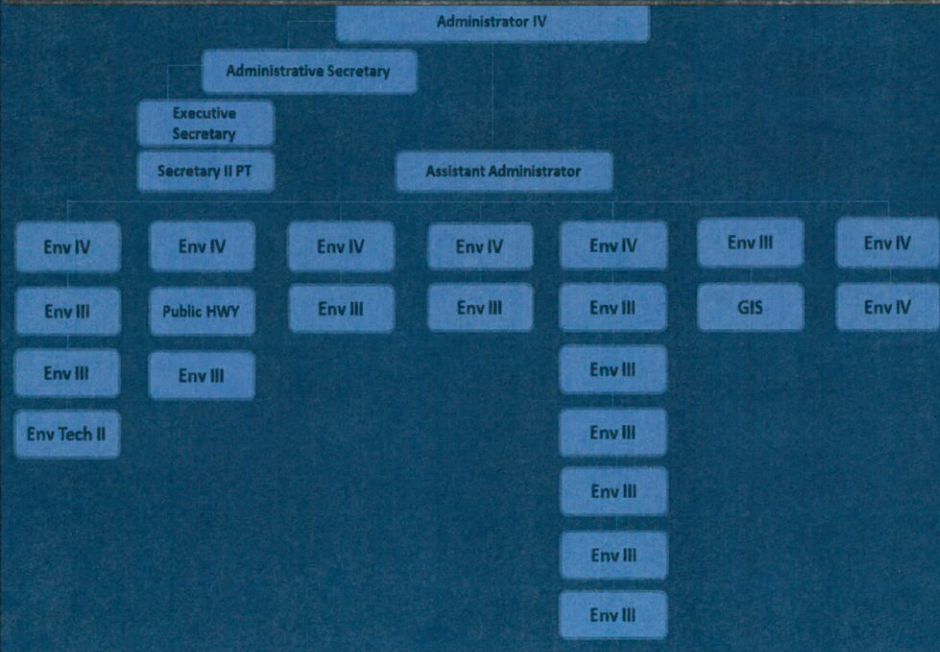 Administrator IV
Administrative Secretary
Executive
Secretary
Secretary II PT
Assistant Administrator
Env IV
Env IV
Env IV
Env IV
Env IV
Env III
Env IV
Env III
Public HWY
Env III
Env III
Env III
GIS
Env IV
Env III
Env III
Env III
Env Tech II
Env III
Env III
Env III
Env III